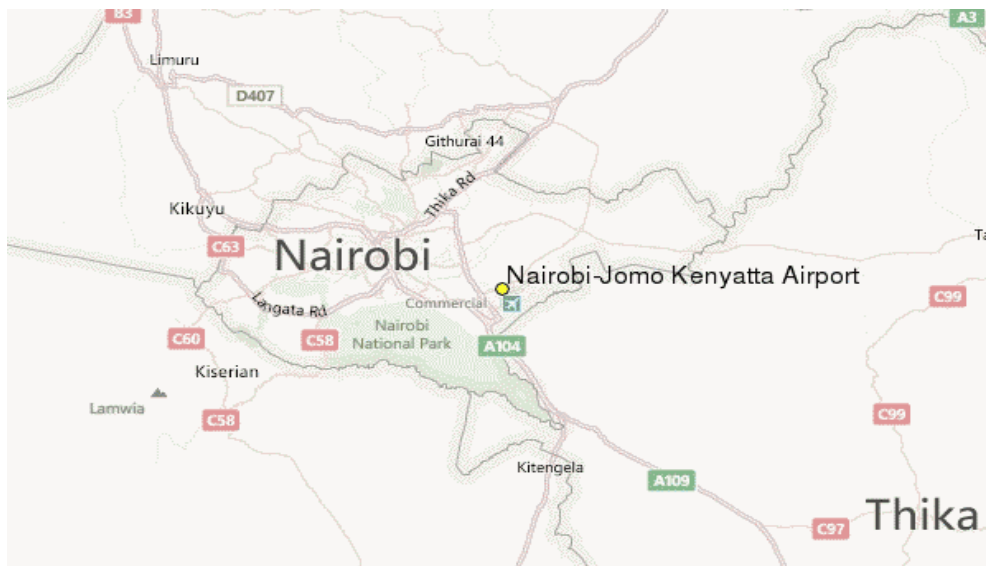 B3
A3
Limuru
D407
Githurai 44
Thika Rd
Kikuyu
C63
Nairobi
Ta
Nairobi-Jomo Kenyatta Airport
Langata Rd
Commercial
C99
Nairobi
National Park
C60
C58
A104
Kiserian
Lamwia
C58
C99
Kitengela
A109
Thika
C97